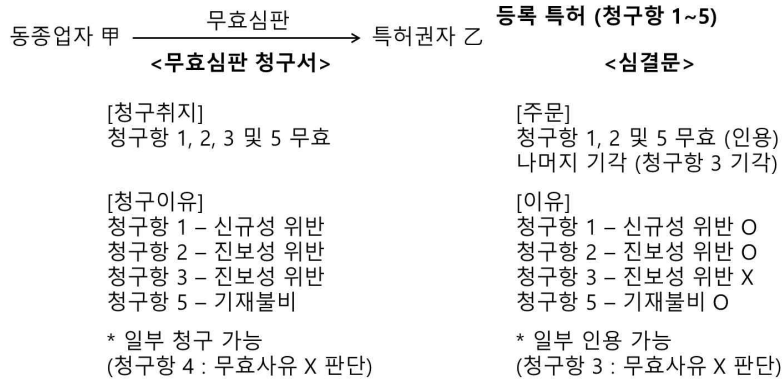 무효심판
동종업자 甲
특허권자 乙
등록 특허 (청구항 1~5)
<무효심판 청구서>
[청구취지]
청구항 1, 2, 3 및 5 무효
[청구이유]
청구항 1 – 신규성 위반
청구항 2 – 진보성 위반
청구항 3 – 진보성 위반
청구항 5 – 기재불비
* 일부 청구 가능
(청구항 4 : 무효사유 X 판단)
<심결문>
[주문]
청구항 1, 2 및 5 무효 (인용)
나머지 기각 (청구항 3 기각)
[이유]
청구항 1 – 신규성 위반 O
청구항 2 – 진보성 위반 O
청구항 3 – 진보성 위반 X
청구항 5 – 기재불비 O
* 일부 인용 가능
(청구항 3 : 무효사유 X 판단)